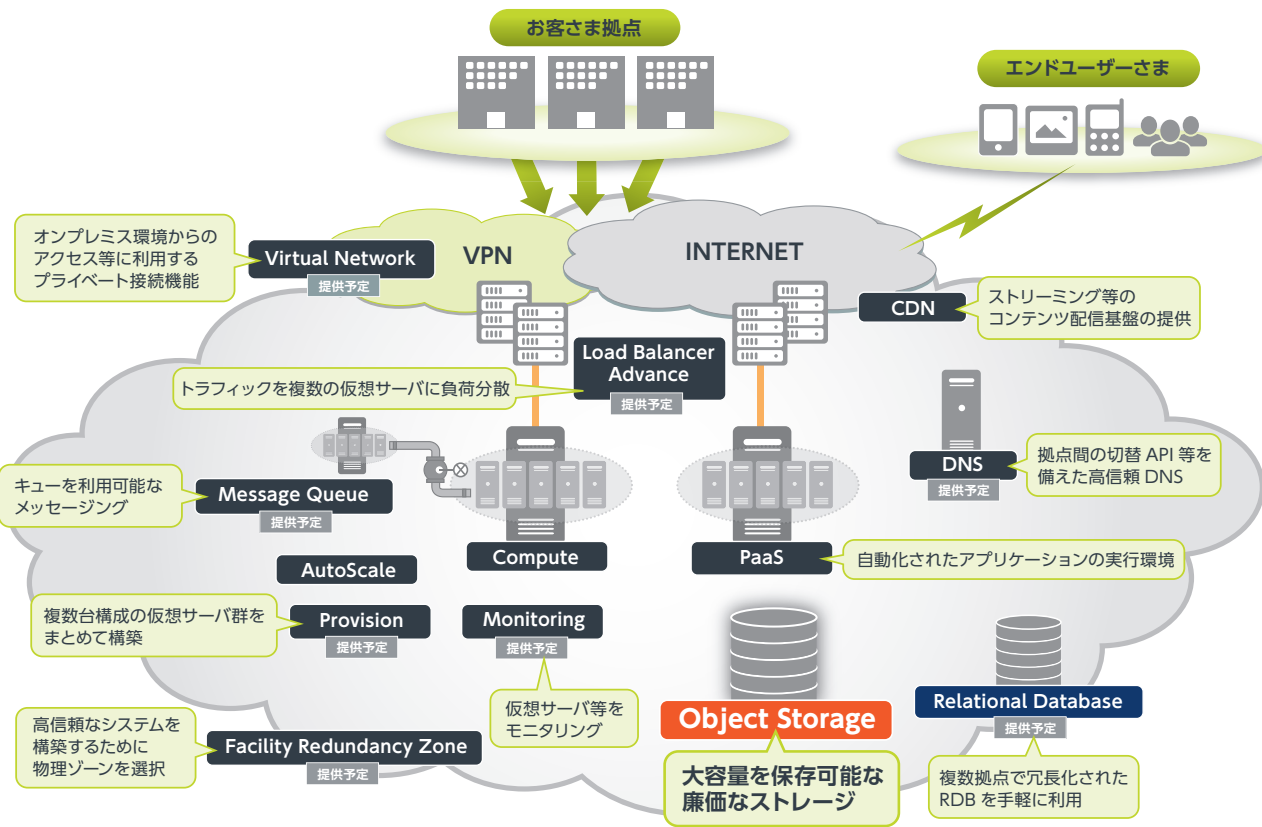 お客さま拠点
エンドユーザーさま
オンプレミス環境からの
アクセス等に利用する
プライベート接続機能
Virtual Network
提供予定
VPN
INTERNET
CDN
ストリーミング等の
コンテンツ配信基盤の提供
Load Balancer
Advance
提供予定
トラフィックを複数の仮想サーバに負荷分散
キューを利用可能な
メッセージング
Message Queue
提供予定
DNS
提供予定
拠点間の切替 API 等を
備えた高信頼 DNS
Compute
PaaS
自動化されたアプリケーションの実行環境
AutoScale
複数台構成の仮想サーバ群を
まとめて構築
Provision
提供予定
Monitoring
提供予定
仮想サーバ等を
モニタリング
高信頼なシステムを
構築するために
物理ゾーンを選択
Facility Redundancy Zone
提供予定
Object Storage
大容量を保存可能な
廉価なストレージ
Relational Database
提供予定
複数拠点で冗長化された
RDB を手軽に利用